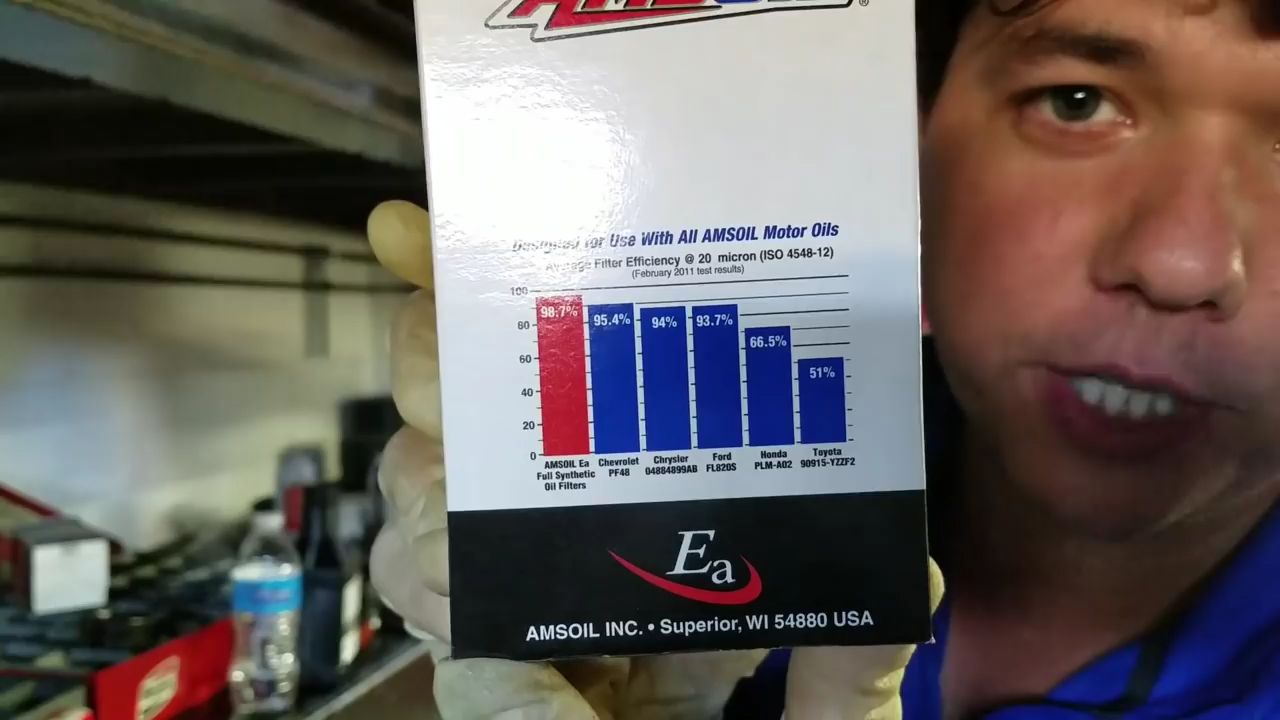 AMSOIL
®
Designed for Use With All AMSOIL Motor Oils
Average Filter Efficiency @ 20 micron (ISO 4548-12)
(February 2011 test results)
100
80
60
40
20
0
98.7%
95.4%
94%
93.7%
66.5%
51%
AMSOIL Ea Full Synthetic Oil Filters
Chevrolet PF48
Chrysler 04884899AB
Ford FL820S
Honda PLM-A02
Toyota 90915-YZZF2
Ea
AMSOIL INC. • Superior, WI 54880 USA